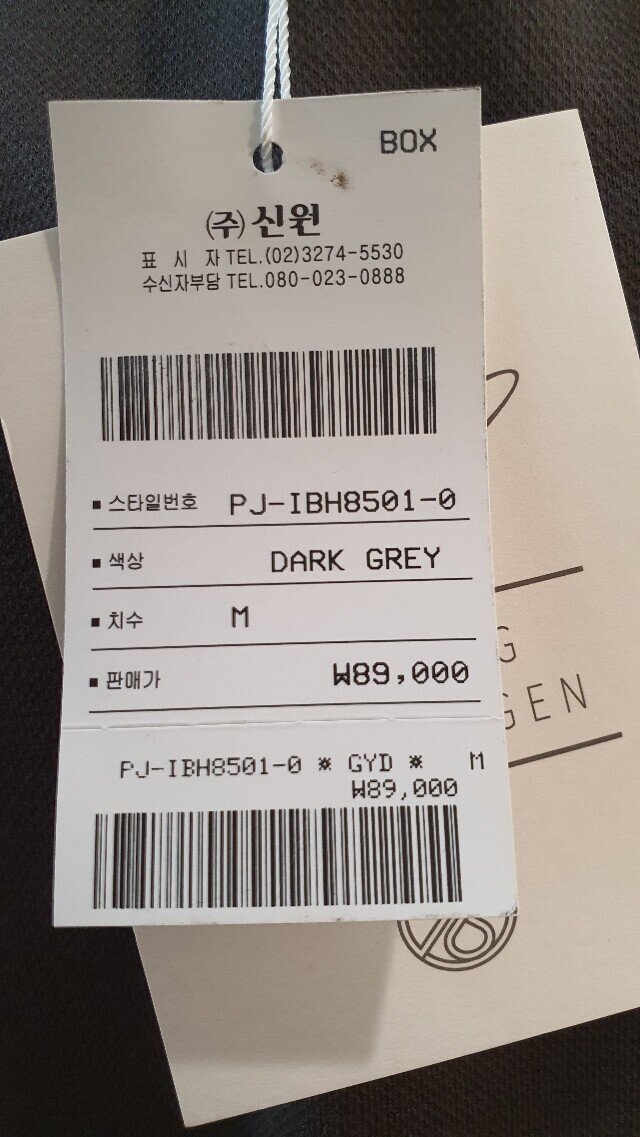 BOX
(주)신원
표 시 자 TEL.(02)3274-5530
수신자부담 TEL.080-023-0888
스타일번호 PJ-IBH8501-0
색상 DARK GREY
치수 M
판매가 ₩89,000
PJ-IBH8501-0 * GYD * M
₩89,000
G
GEN